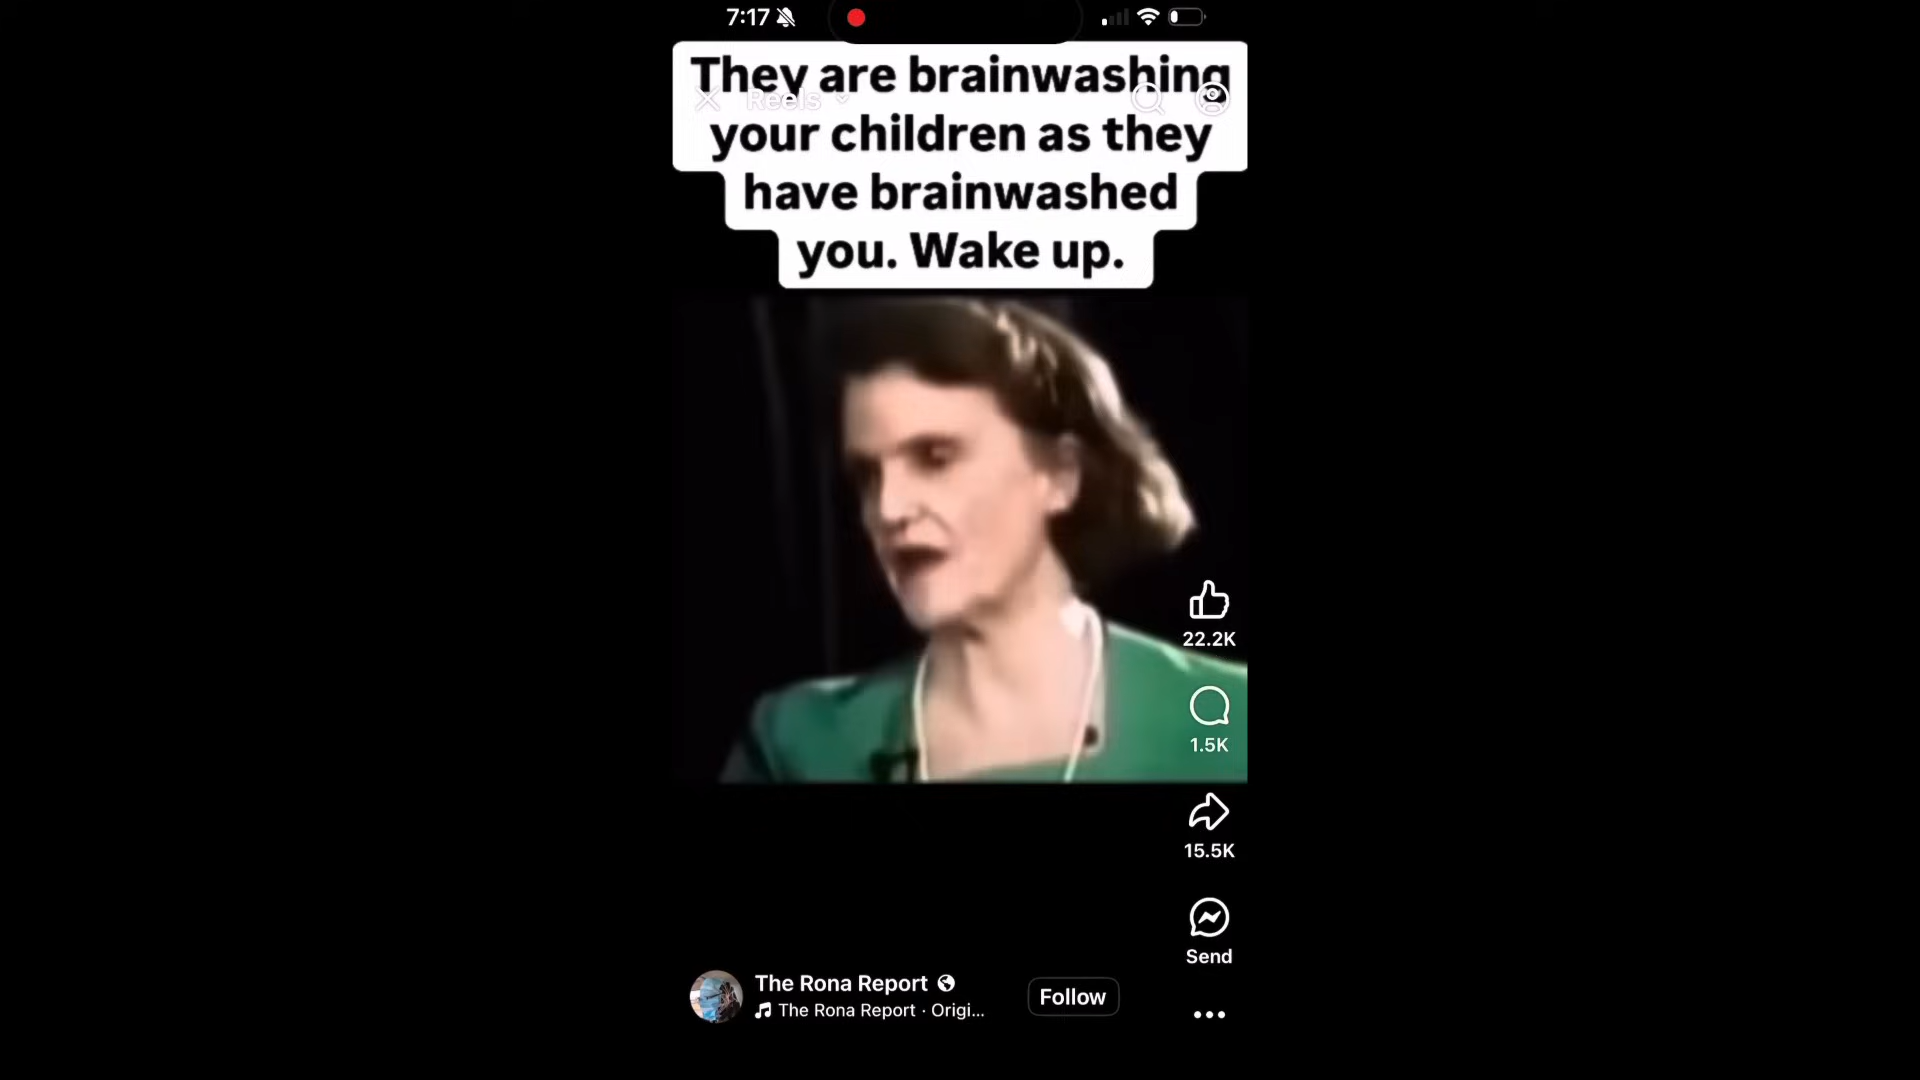 7:17
They are brainwashing
Reels
your children as they
have brainwashed
you. Wake up.
22.2K
1.5K
15.5K
Send
The Rona Report
Follow
The Rona Report · Origi...